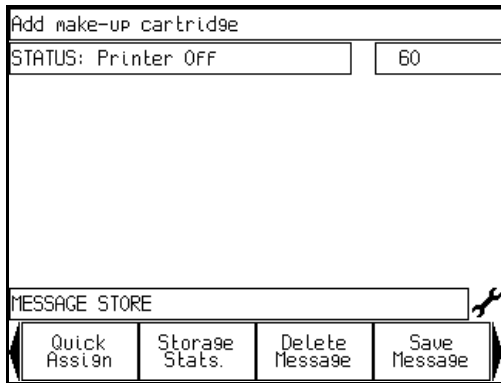 Add make-up cartridge
STATUS: Printer Off
60
MESSAGE STORE
Quick Assign
Storage Stats.
Delete Message
Save Message